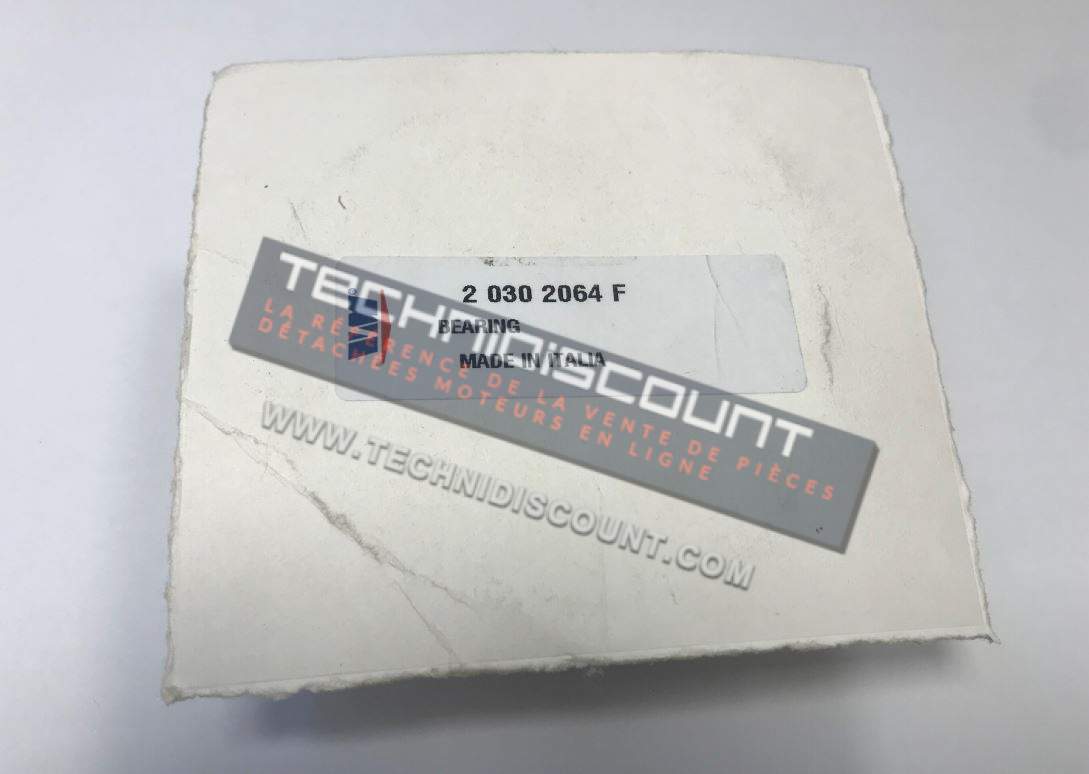 2 030 2064 F
BEARING
MADE IN ITALIA
TECHNIDISCOUNT
LA RÉFÉRENCE DE LA VENTE DE PIÈCES
DÉTACHÉES MOTEURS EN LIGNE
WWW.TECHNIDISCOUNT.COM